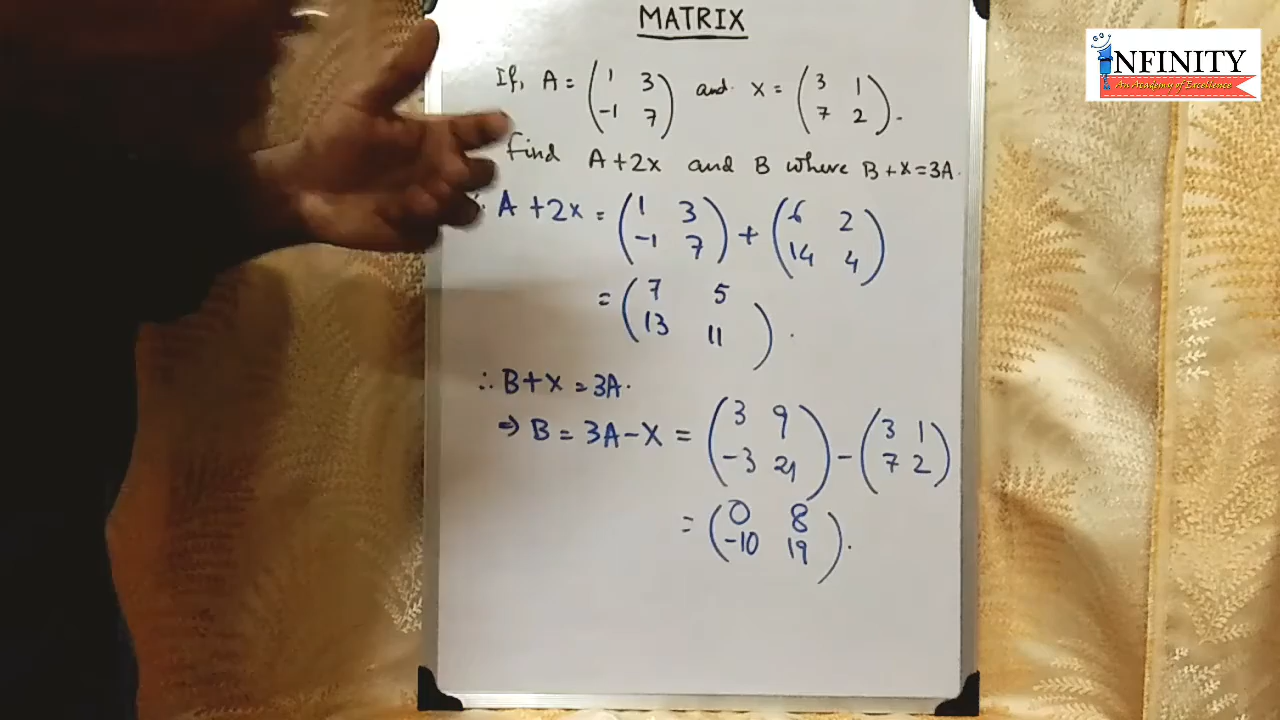 MATRIX
INFINITY
An Academy of Excellence
If, A = (1 3 and x = (3 1
-1 7) 7 2).
Find A+2x and B where B+x=3A.
∴ A +2x = (1 3 + (6 2
-1 7) 14 4)
= (7 5
13 11).
∴ B+x = 3A.
⇒ B = 3A-X = (3 9 - (3 1
-3 21) 7 2)
= (0 8
-10 19).